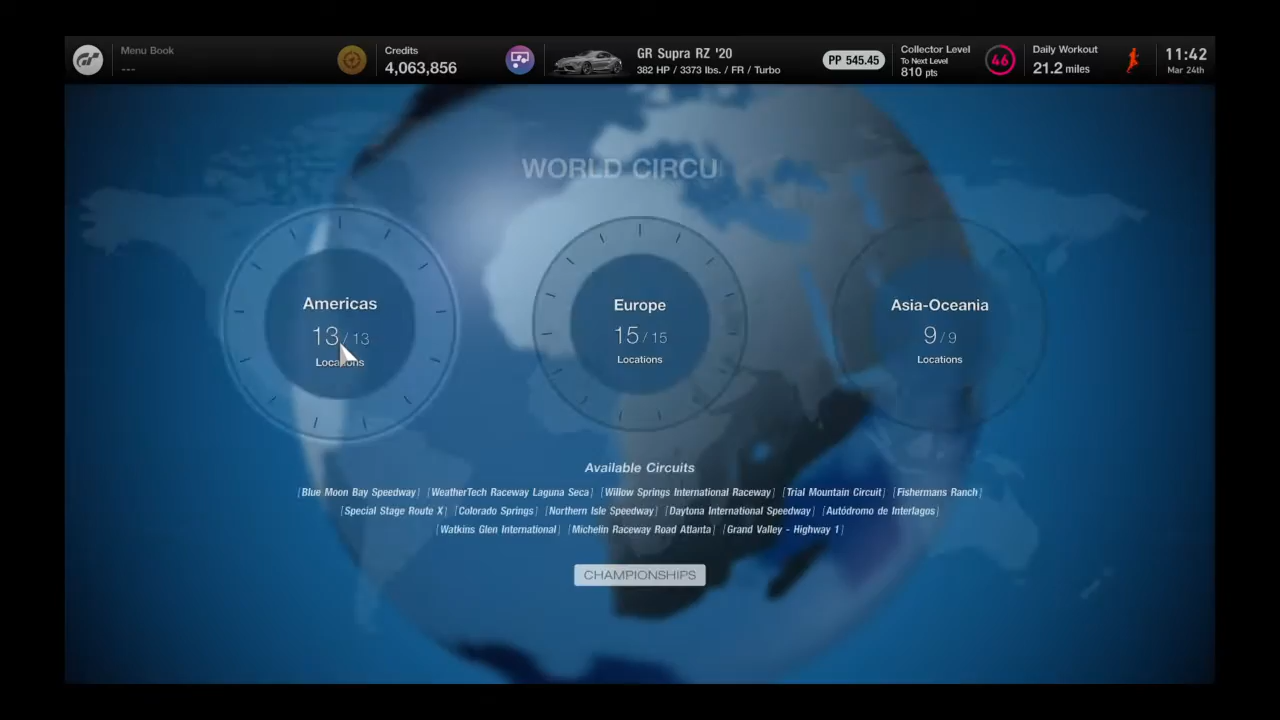 Menu Book
---
Credits
4,063,856
GR Supra RZ '20
382 HP / 3373 lbs. / FR / Turbo
PP 545.45
Collector Level
To Next Level
810 pts
46
Daily Workout
21.2 miles
11:42
Mar 24th
WORLD CIRCU
Americas
13 / 13
Locations
Europe
15 / 15
Locations
Asia-Oceania
9 / 9
Locations
Available Circuits
[Blue Moon Bay Speedway] [WeatherTech Raceway Laguna Seca] [Willow Springs International Raceway] [Trial Mountain Circuit] [Fishermans Ranch]
[Special Stage Route X] [Colorado Springs] [Northern Isle Speedway] [Daytona International Speedway] [Autódromo de Interlagos]
[Watkins Glen International] [Michelin Raceway Road Atlanta] [Grand Valley - Highway 1]
CHAMPIONSHIPS